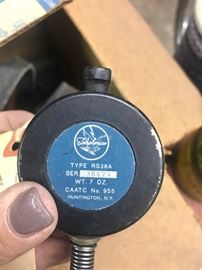 TYPE RS38A
SER.
WT. 7 OZ.
CAATC No. 955
HUNTINGTON, N.Y.